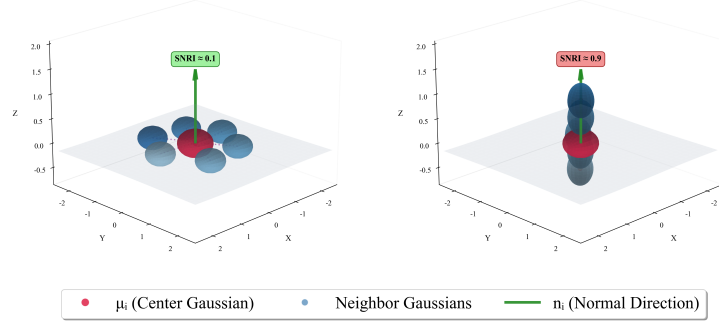 SNRI ≈ 0.1
2.0
1.5
1.0
0.5
0.0
-0.5
Z
-2
-1
0
1
2
Y
2
1
0
-1
-2
X
SNRI ≈ 0.9
2.0
1.5
1.0
0.5
0.0
-0.5
Z
-2
-1
0
1
2
Y
2
1
0
-1
-2
X
μᵢ (Center Gaussian)
Neighbor Gaussians
nᵢ (Normal Direction)